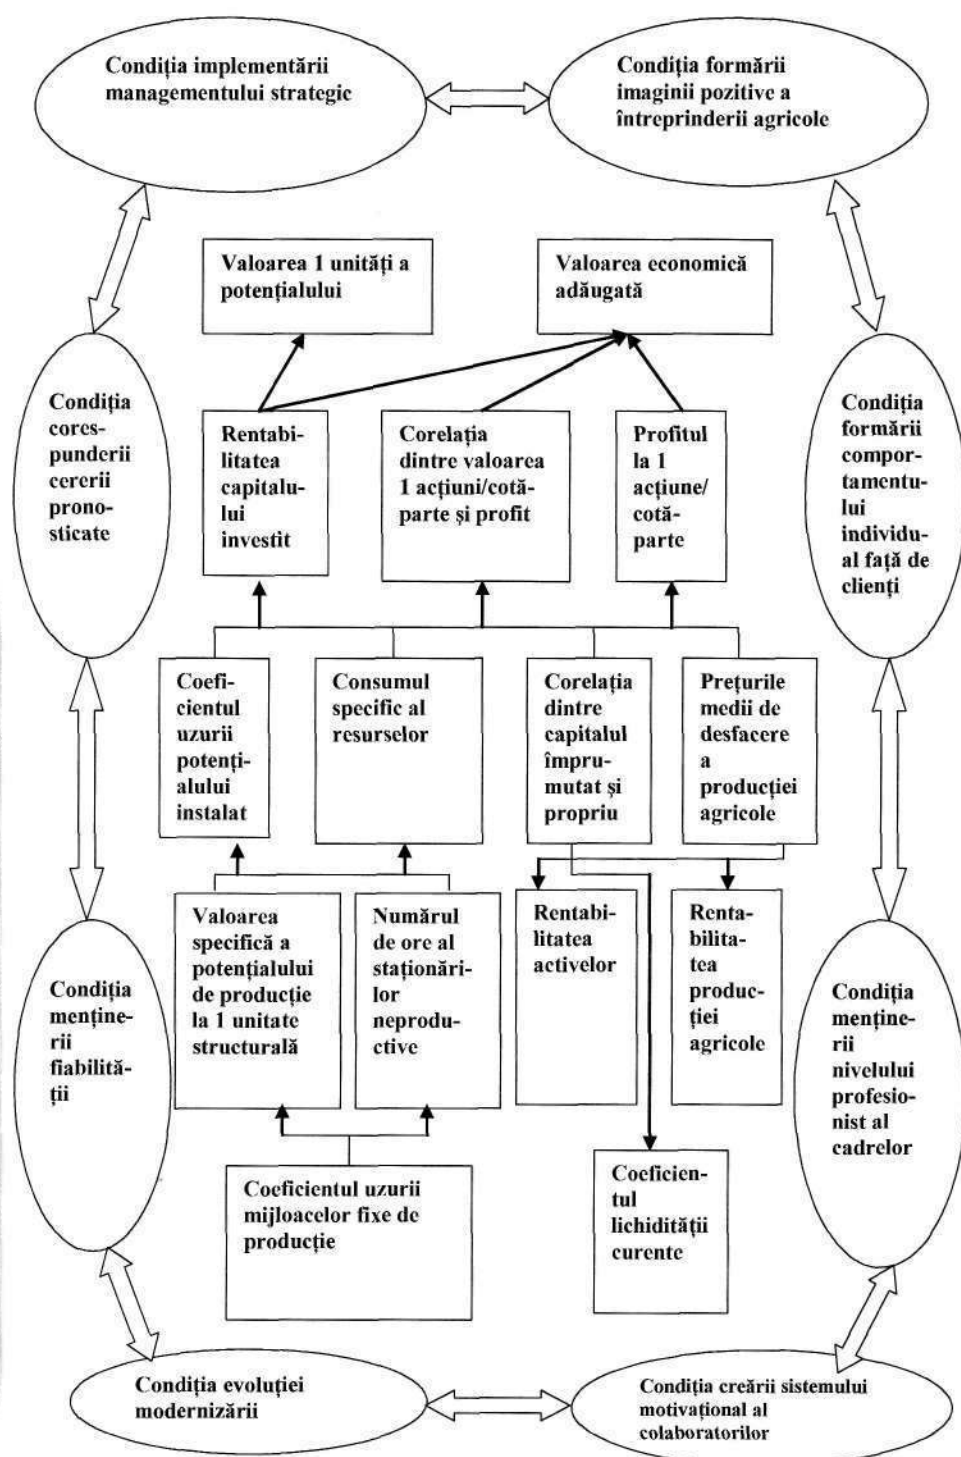 Condiția implementării
managementului strategic
Condiția formării
imaginii pozitive a
întreprinderii agricole
Valoarea 1 unități a
potențialului
Valoarea economică
adăugată
Condiția
cores-
punderii
cererii
prono-
sticate
Rentabi-
litatea
capitalu-
lui
investit
Corelația
dintre valoarea
1 acțiuni/cotă-
parte și profit
Profitul
la 1
acțiune/
cotă-
parte
Condiția
formării
compor-
tamentu-
lui
individu-
al față de
clienți
Coefi-
cientul
uzurii
potenți-
alului
instalat
Consumul
specific al
resurselor
Corelația
dintre
capitalul
împru-
mutat și
propriu
Prețurile
medii de
desfacere
a
producției
agricole
Condiția
menține-
rii
fiabilită-
ții
Valoarea
specifică a
potențialului
de producție
la 1 unitate
structurală
Numărul
de ore al
staționări-
lor
neprodu-
ctive
Rentabi-
litatea
activelor
Renta-
bilita-
tea
produc-
ției
agricole
Condiția
menține-
rii
nivelului
profesio-
nist al
cadrelor
Coeficientul uzurii
mijloacelor fixe de
producție
Coeficien-
tul
lichidității
curente
Condiția evoluției
modernizării
Condiția creării sistemului
motivațional al
colaboratorilor